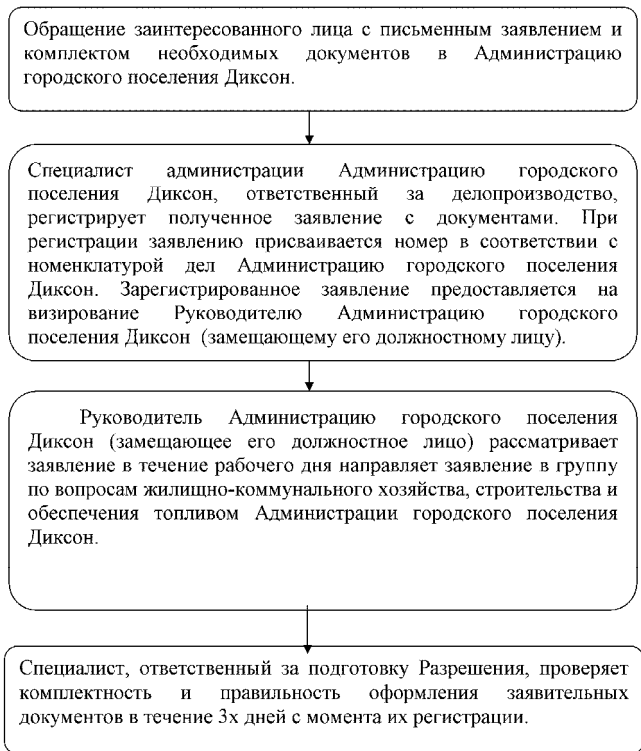 Обращение заинтересованного лица с письменным заявлением и
комплектом необходимых документов в Администрацию
городского поселения Диксон.
Специалист администрации Администрацию городского
поселения Диксон, ответственный за делопроизводство,
регистрирует полученное заявление с документами. При
регистрации заявлению присваивается номер в соответствии с
номенклатурой дел Администрацию городского поселения
Диксон. Зарегистрированное заявление предоставляется на
визирование Руководителю Администрацию городского
поселения Диксон (замещающему его должностному лицу).
Руководитель Администрацию городского поселения
Диксон (замещающее его должностное лицо) рассматривает
заявление в течение рабочего дня направляет заявление в группу
по вопросам жилищно-коммунального хозяйства, строительства и
обеспечения топливом Администрации городского поселения
Диксон.
Специалист, ответственный за подготовку Разрешения, проверяет
комплектность и правильность оформления заявительных
документов в течение 3х дней с момента их регистрации.